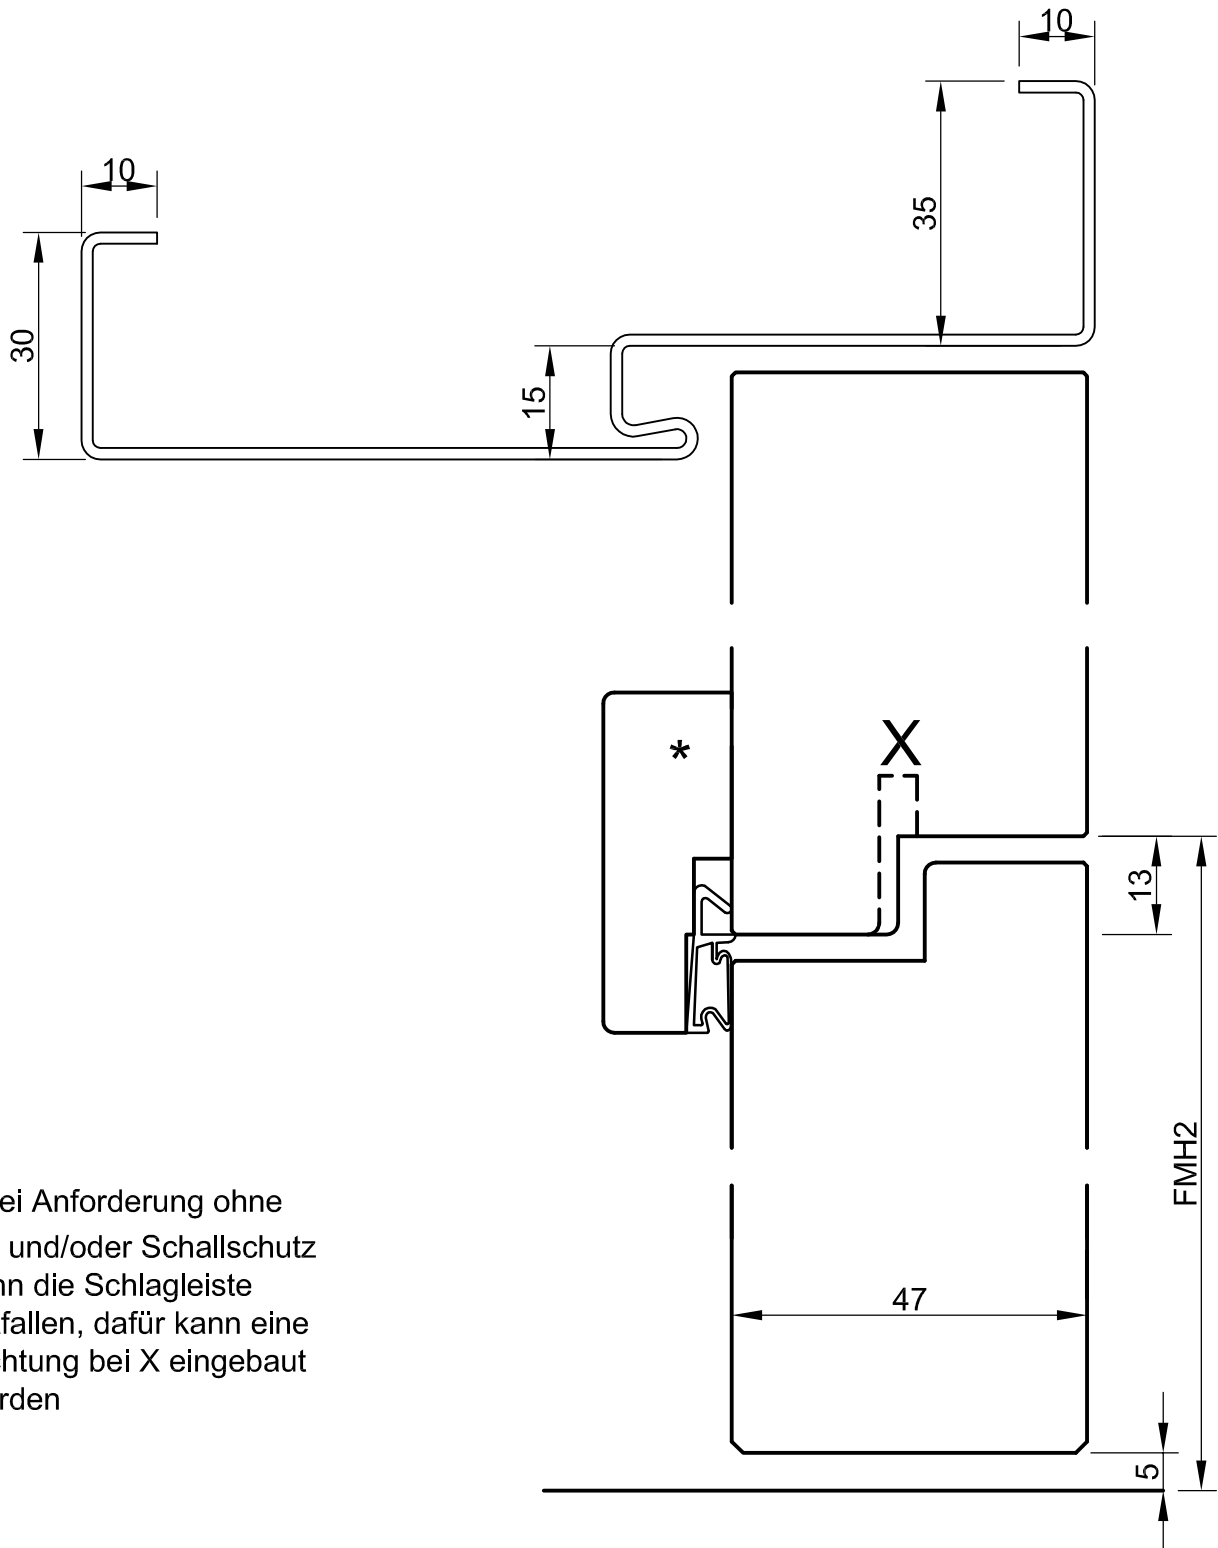 10
10
35
30
15
*
X
13
FMH2
ei Anforderung ohne
und/oder Schallschutz
nn die Schlagleiste
fallen, dafür kann eine
chtung bei X eingebaut
rden
47
5